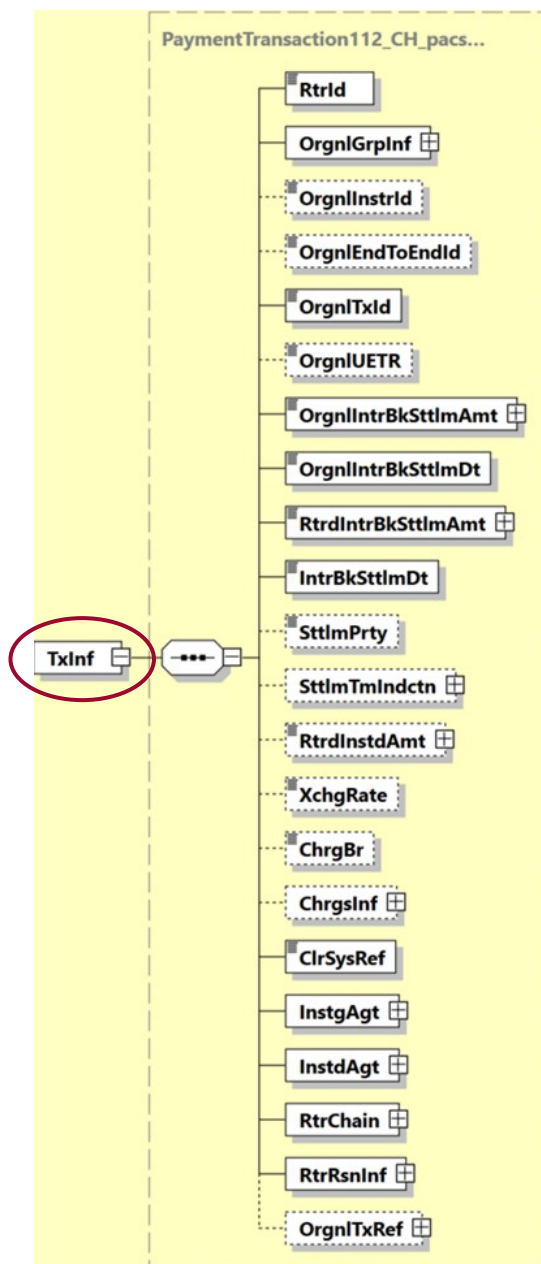 PaymentTransaction112_CH_pacs...
RtrId
OrgnlGrpInf
OrgnlInstrId
OrgnlEndToEndId
OrgnlTxId
OrgnlUETR
OrgnlIntrBkSttlmAmt
OrgnlIntrBkSttlmDt
RtrdIntrBkSttlmAmt
IntrBkSttlmDt
TxInf
SttlmPrty
SttlmTmIndctn
RtrdInstdAmt
XchgRate
ChrgBr
ChrgsInf
ClrSysRef
InstgAgt
InstdAgt
RtrChain
RtrRsnInf
OrgnlTxRef